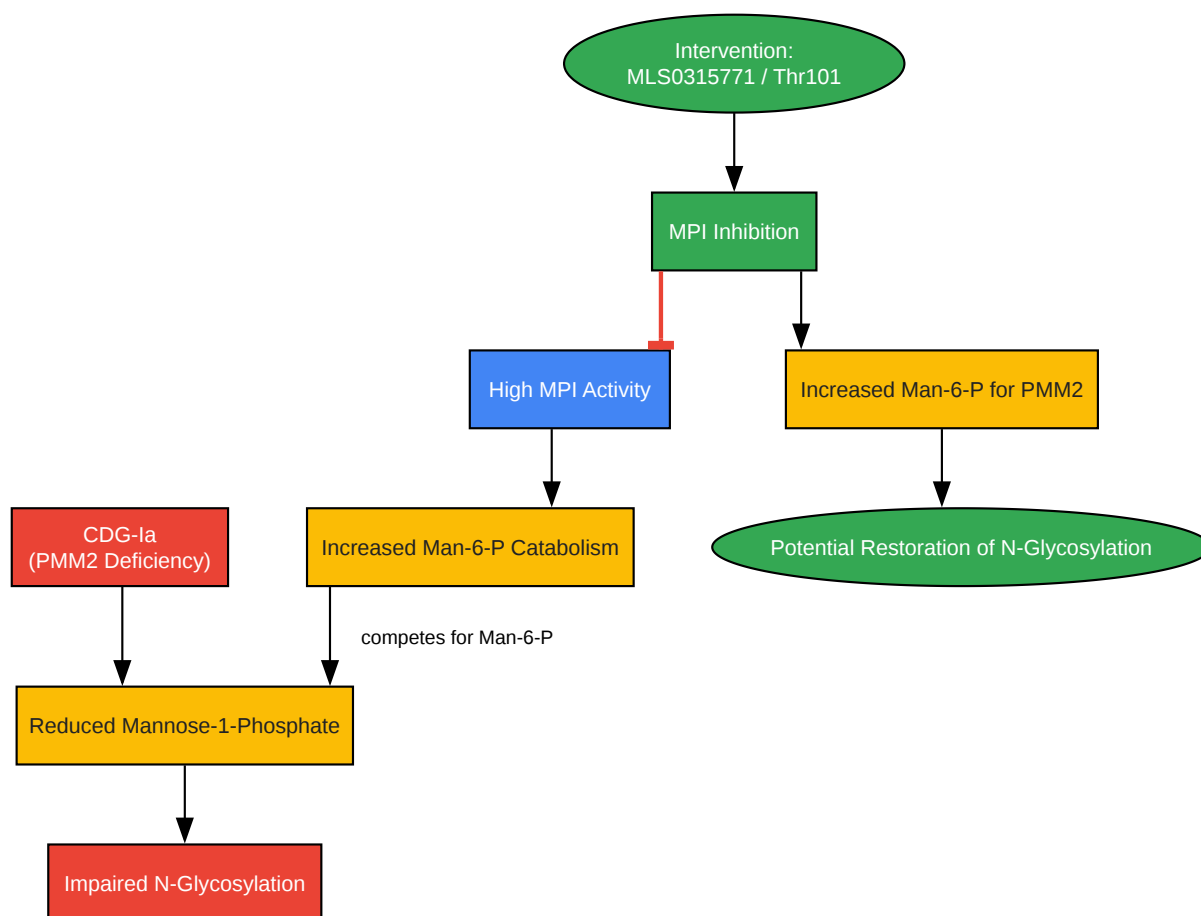 Intervention:
MLS0315771 / Thr101
MPI Inhibition
High MPI Activity
Increased Man-6-P for PMM2
CDG-Ia
(PMM2 Deficiency)
Increased Man-6-P Catabolism
Potential Restoration of N-Glycosylation
competes for Man-6-P
Reduced Mannose-1-Phosphate
Impaired N-Glycosylation